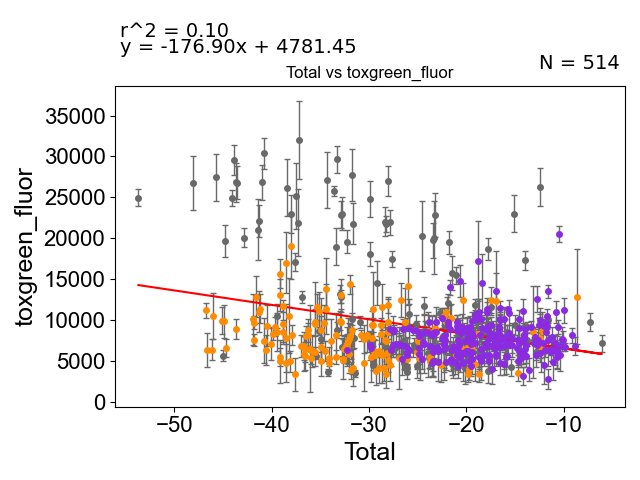 r^2 = 0.10
y = -176.90x + 4781.45
N = 514
Total vs toxgreen_fluor
35000
30000
25000
20000
15000
10000
5000
0
toxgreen_fluor
−50
−40
−30
−20
−10
Total